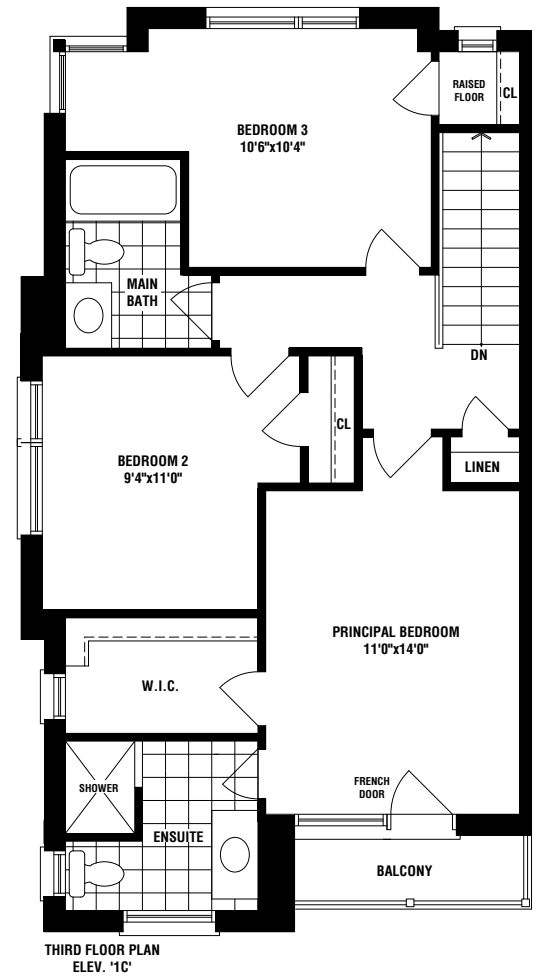 RAISED
FLOOR
CL
BEDROOM 3
10'6"x10'4"
MAIN
BATH
DN
CL
BEDROOM 2
9'4"x11'0"
LINEN
PRINCIPAL BEDROOM
11'0"x14'0"
W.I.C.
SHOWER
FRENCH
DOOR
ENSUITE
BALCONY
THIRD FLOOR PLAN
ELEV. '1C'